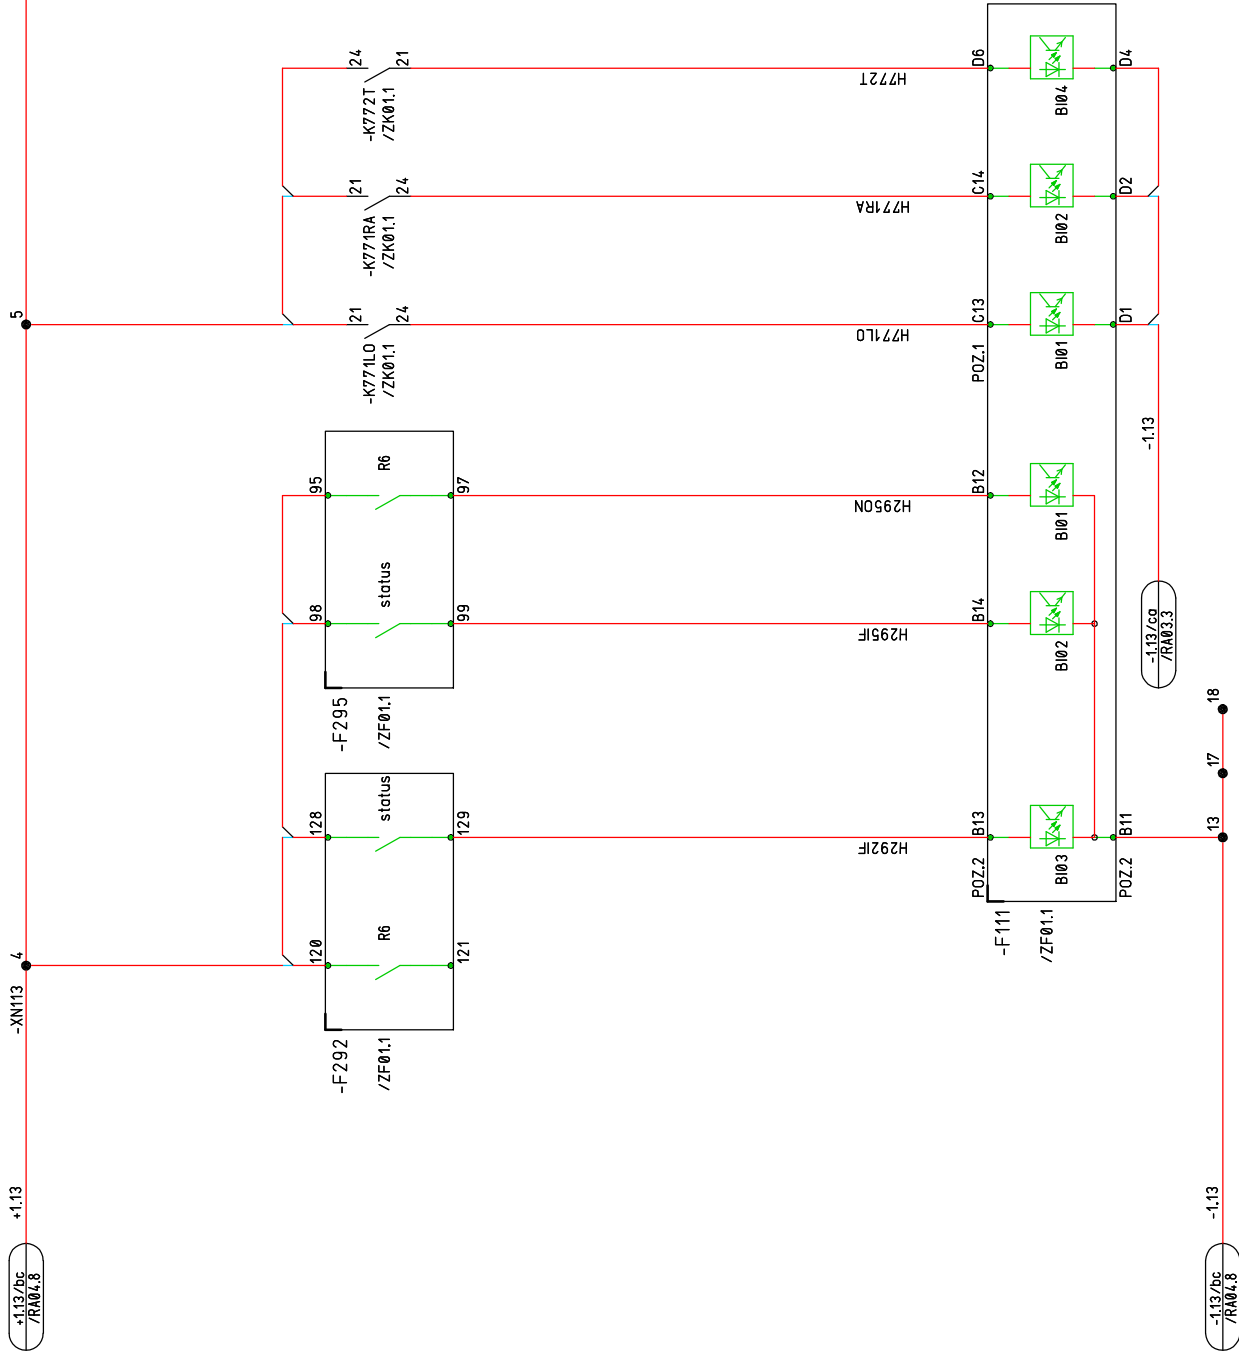 +1.13/bc
/RA04.8
+1.13
-XN113
4
5
-F292
/ZF01.1
120
R6
121
128
status
129
-F295
/ZF01.1
98
status
99
95
R6
97
-K771LO
/ZK01.1
21
24
-K771RA
/ZK01.1
21
24
-K772T
/ZK01.1
24
21
H292IF
H295IF
H295ON
H771LO
H771RA
H772T
-F111
/ZF01.1
POZ.2
B13
BI03
POZ.2
B11
B14
BI02
B12
BI01
POZ.1
C13
BI01
D1
C14
BI02
D2
D6
BI04
D4
-1.13
-1.13/ca
/RA03.3
13
17
18
-1.13
-1.13/bc
/RA04.8